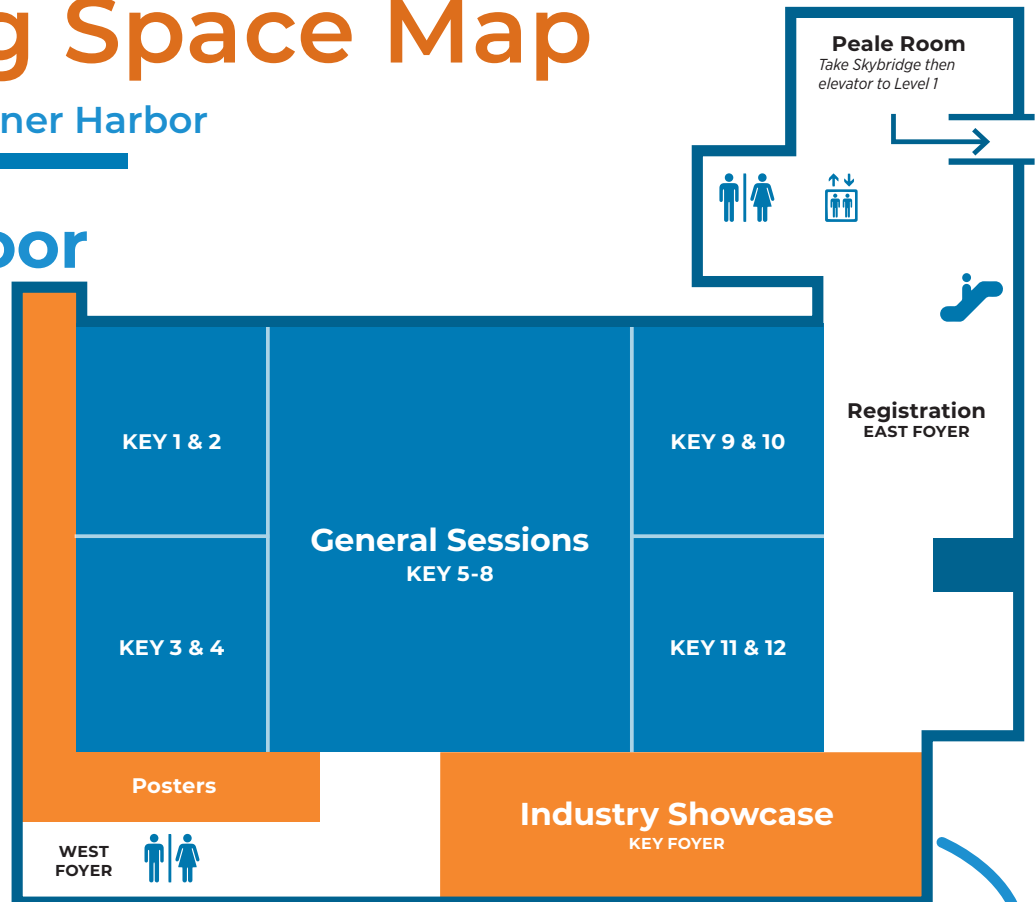 g Space Map
ner Harbor
oor
Peale Room
Take Skybridge then
elevator to Level 1
Registration
EAST FOYER
KEY 1 & 2
KEY 9 & 10
General Sessions
KEY 5-8
KEY 3 & 4
KEY 11 & 12
Posters
Industry Showcase
KEY FOYER
WEST
FOYER